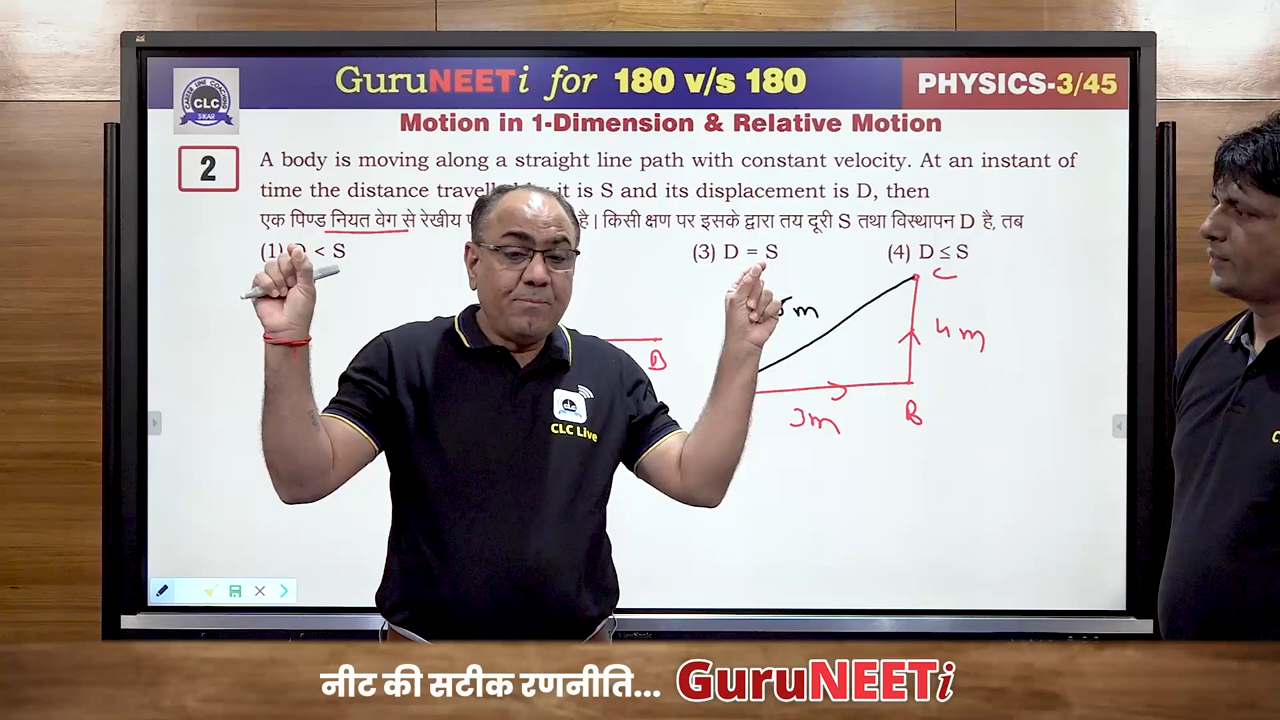 GuruNEETi for 180 v/s 180
PHYSICS-3/45
CLC
SIKAR
Motion in 1-Dimension & Relative Motion
2
A body is moving along a straight line path with constant velocity. At an instant of
time the distance travell it is S and its displacement is D, then
एक पिण्ड नियत वेग से रेखीय है। किसी क्षण पर इसके द्वारा तय दूरी S तथा विस्थापन D है, तब
(1) D < S
(3) D = S
(4) D ≤ S
C
5m
4m
B
3m
B
CLC Live
नीट की सटीक रणनीति... GuruNEETi